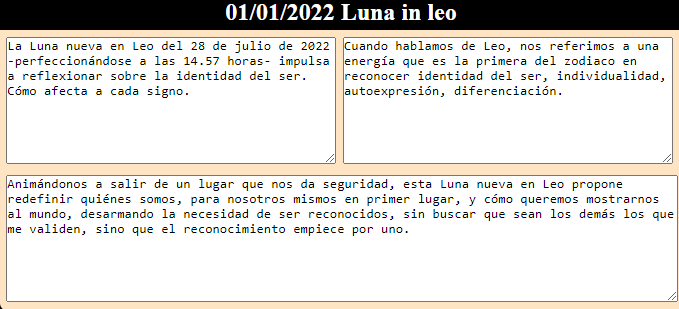 01/01/2022 Luna in leo
La Luna nueva en Leo del 28 de julio de 2022
-perfeccionándose a las 14.57 horas- impulsa
a reflexionar sobre la identidad del ser.
Cómo afecta a cada signo.
Cuando hablamos de Leo, nos referimos a una
energía que es la primera del zodiaco en
reconocer identidad del ser, individualidad,
autoexpresión, diferenciación.
Animándonos a salir de un lugar que nos da seguridad, esta Luna nueva en Leo propone
redefinir quiénes somos, para nosotros mismos en primer lugar, y cómo queremos mostrarnos
al mundo, desarmando la necesidad de ser reconocidos, sin buscar que sean los demás los que
me validen, sino que el reconocimiento empiece por uno.